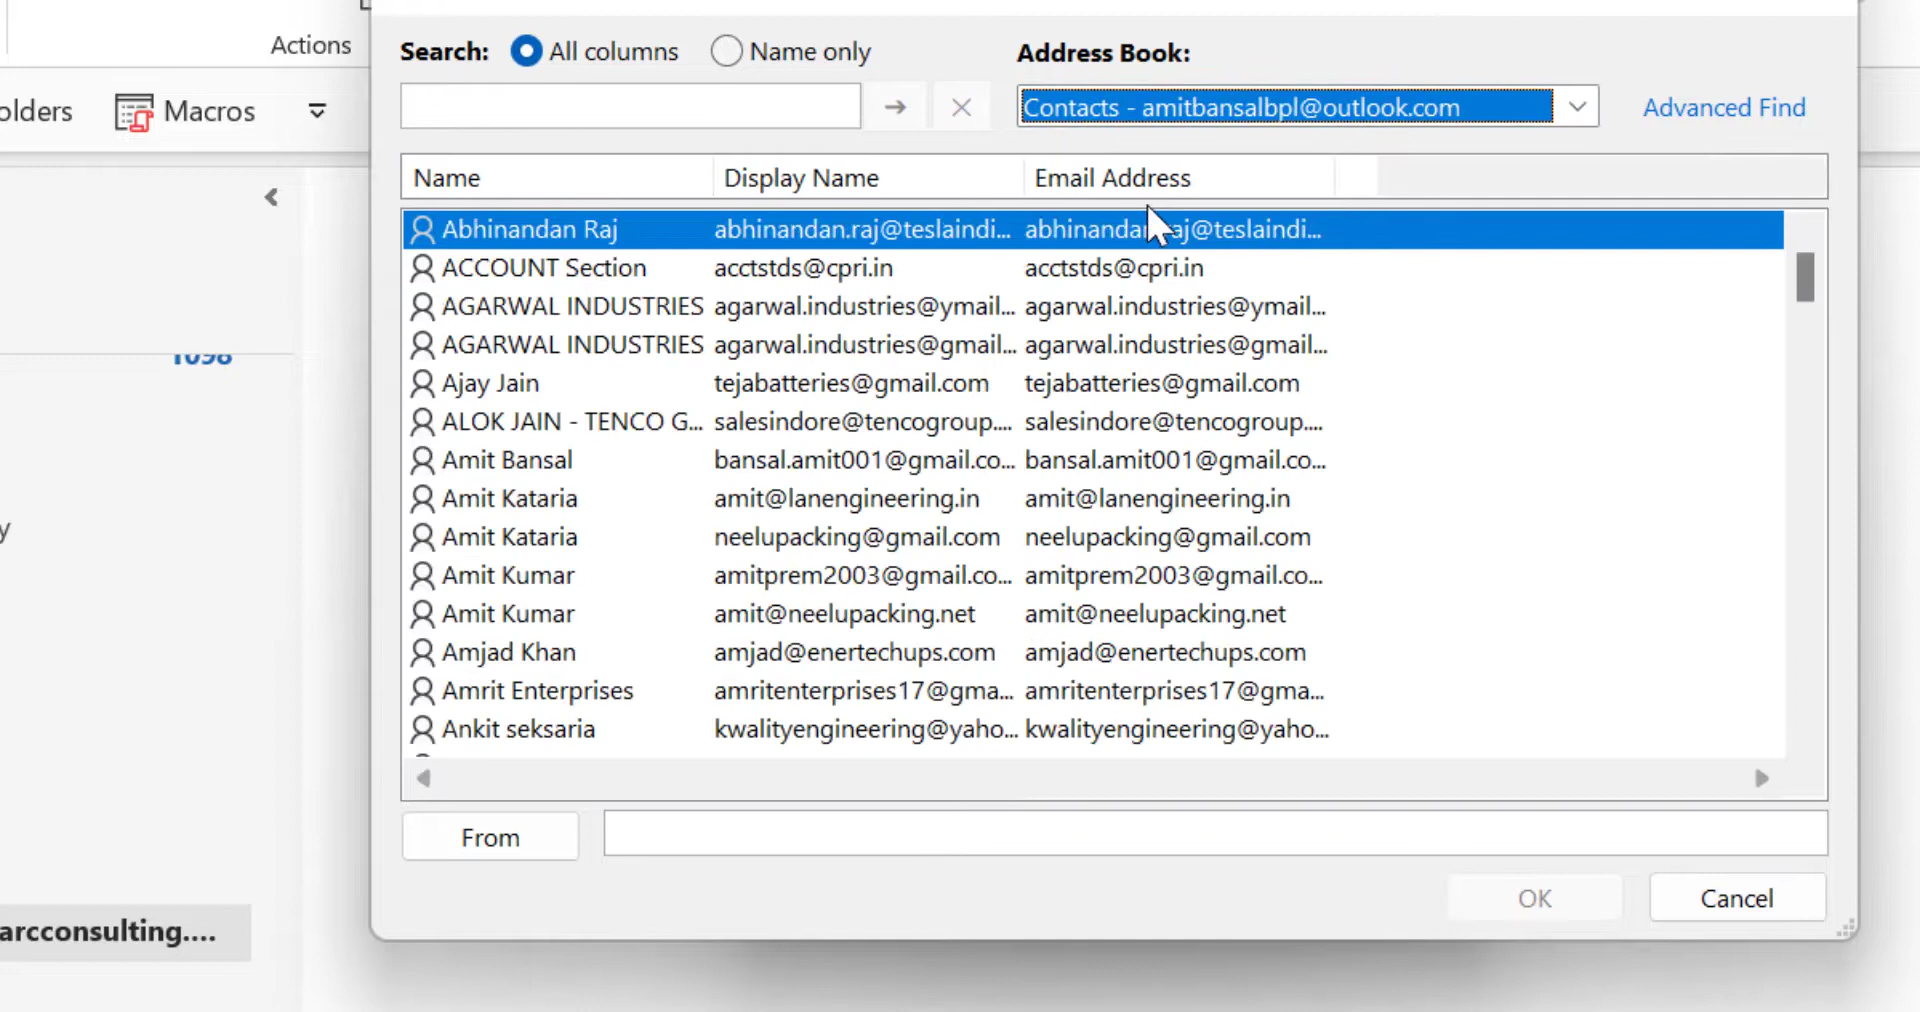 Actions
Macros
Search: All columns Name only
Address Book:
Contacts - amitbansalbpl@outlook.com
Advanced Find
Name Display Name Email Address
Abhinandan Raj abhinandan.raj@teslaindi...
ACCOUNT Section acctstds@cpri.in acctstds@cpri.in
AGARWAL INDUSTRIES agarwal.industries@ymail... agarwal.industries@ymail...
AGARWAL INDUSTRIES agarwal.industries@gmail... agarwal.industries@gmail...
Ajay Jain tejabatteries@gmail.com tejabatteries@gmail.com
ALOK JAIN - TENCO G... salesindore@tencogroup.... salesindore@tencogroup....
Amit Bansal bansal.amit001@gmail.co... bansal.amit001@gmail.co...
Amit Kataria amit@lanengineering.in amit@lanengineering.in
Amit Kataria neelupacking@gmail.com neelupacking@gmail.com
Amit Kumar amitprem2003@gmail.co... amitprem2003@gmail.co...
Amit Kumar amit@neelupacking.net amit@neelupacking.net
Amjad Khan amjad@enertechups.com amjad@enertechups.com
Amrit Enterprises amritenterprises17@gma... amritenterprises17@gma...
Ankit seksaria kwalityengineering@yaho... kwalityengineering@yaho...
From
arcconsulting....
OK Cancel